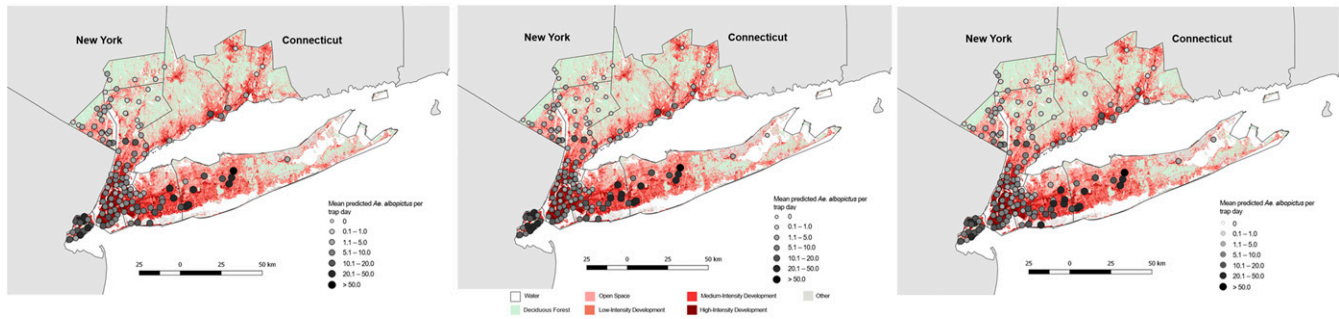 New York
Connecticut
Mean predicted Ae. albopictus per
trap day
0
0.1 – 1.0
1.1 – 5.0
5.1 – 10.0
10.1 – 20.0
20.1 – 50.0
> 50.0
25 0 25 50 km
New York
Connecticut
Mean predicted Ae. albopictus per
trap day
0
0.1 – 1.0
1.1 – 5.0
5.1 – 10.0
10.1 – 20.0
20.1 – 50.0
> 50.0
25 0 25 50 km
New York
Connecticut
Mean predicted Ae. albopictus per
trap day
0
0.1 – 1.0
1.1 – 5.0
5.1 – 10.0
10.1 – 20.0
20.1 – 50.0
> 50.0
25 0 25 50 km
Water Open Space Medium-Intensity Development Other
Deciduous Forest Low-Intensity Development High-Intensity Development